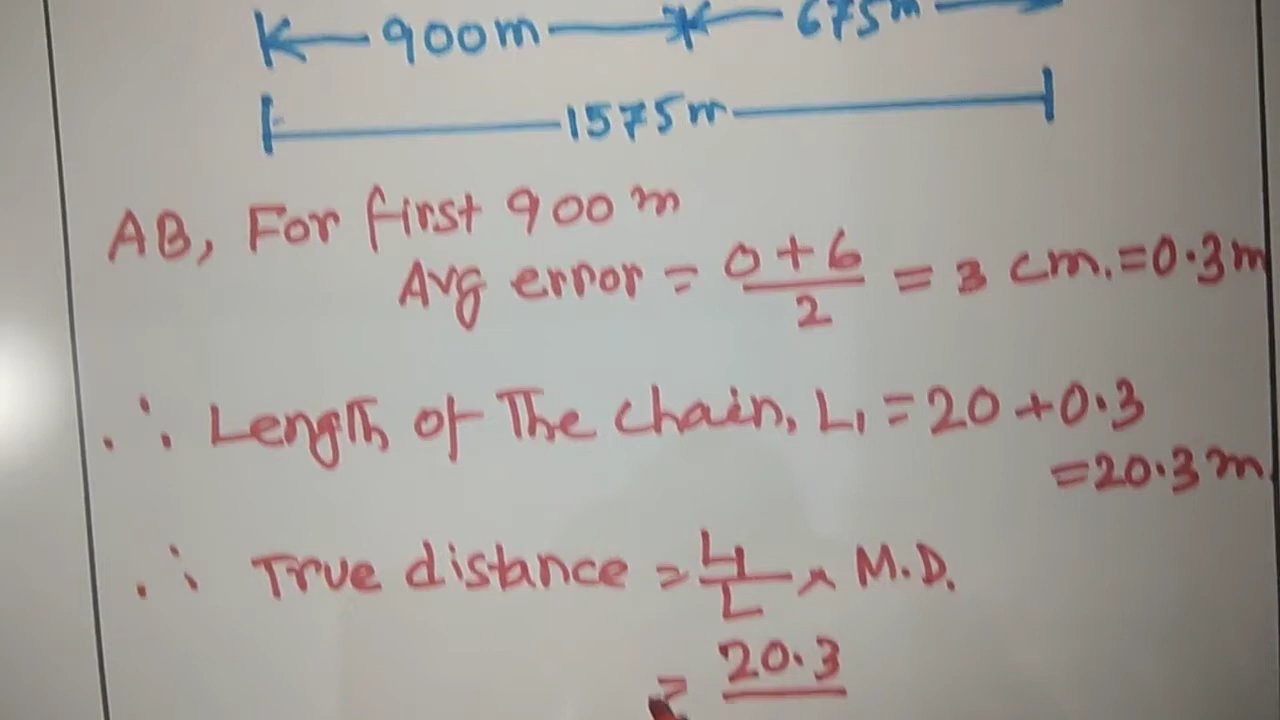 900m 675m
1575m
AB, For first 900 m
Avg error = 0+6/2 = 3 cm. = 0.3m
∴ Length of The chain, L1 = 20 + 0.3
= 20.3 m
∴ True distance = L1/L × M.D.
= 20.3